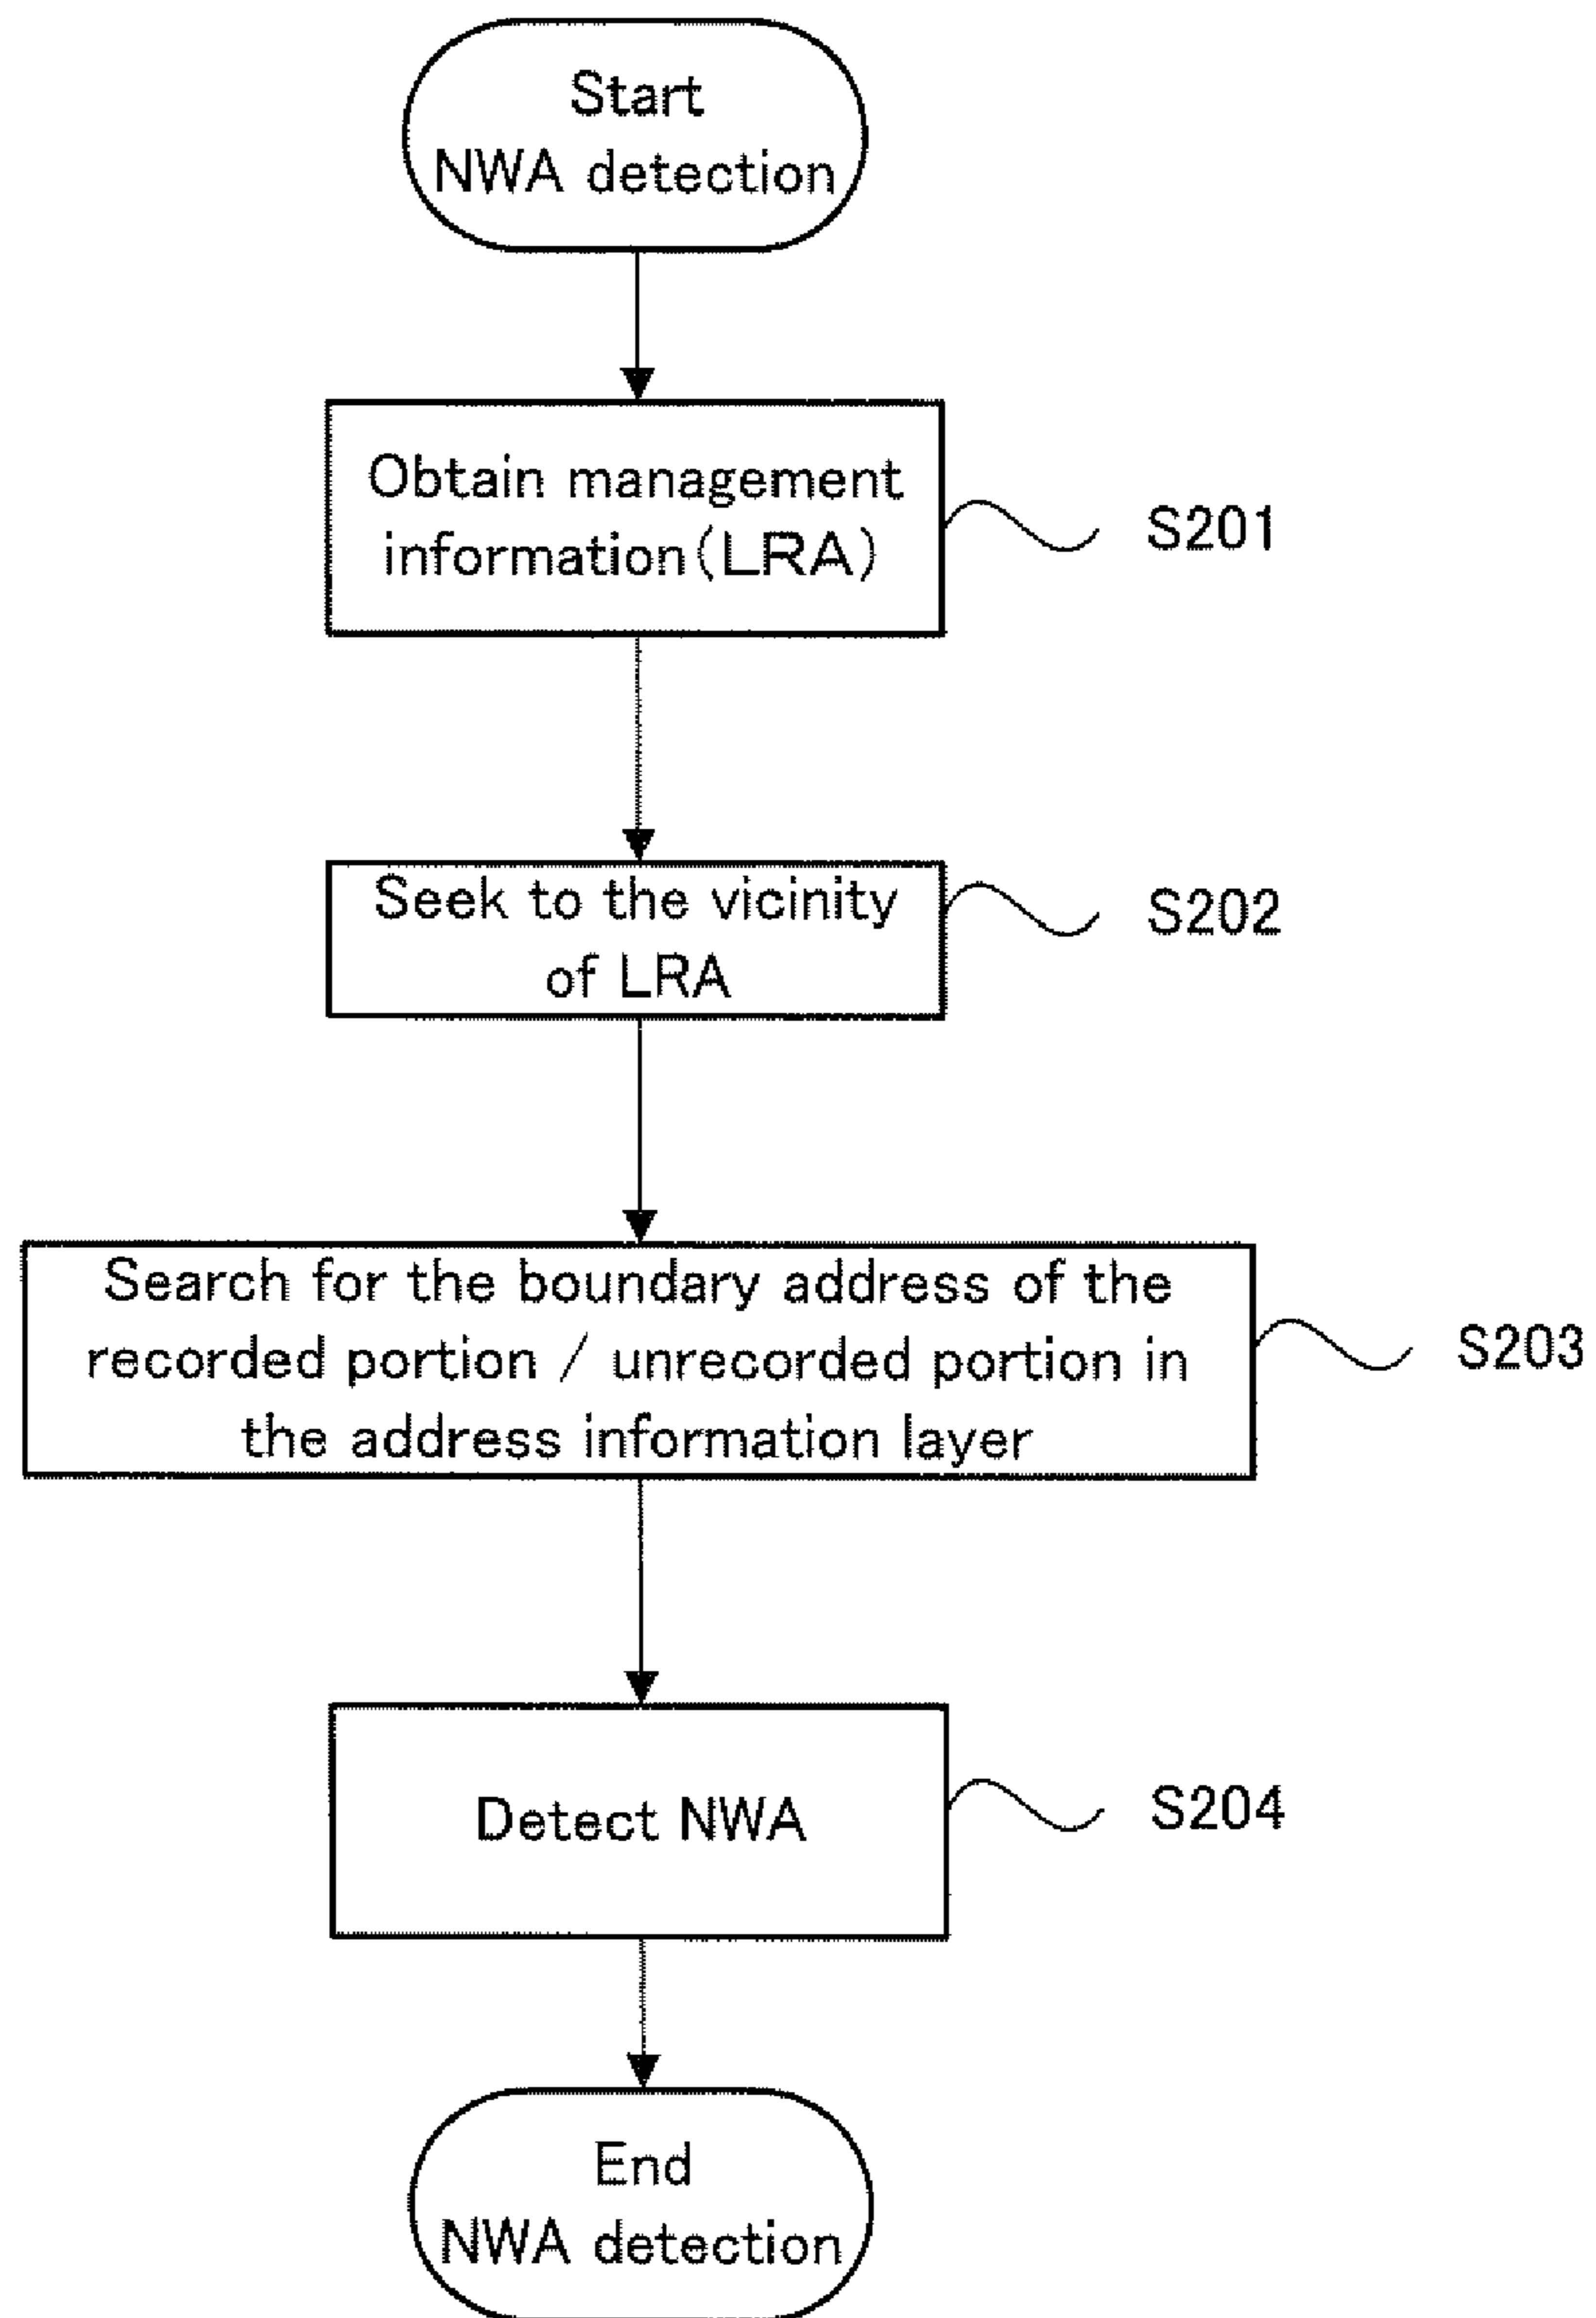 Start
NWA detection
Obtain management
information(LRA)
S201
Seek to the vicinity
of LRA
S202
Search for the boundary address of the
recorded portion / unrecorded portion in
the address information layer
S203
Detect NWA
S204
End
NWA detection